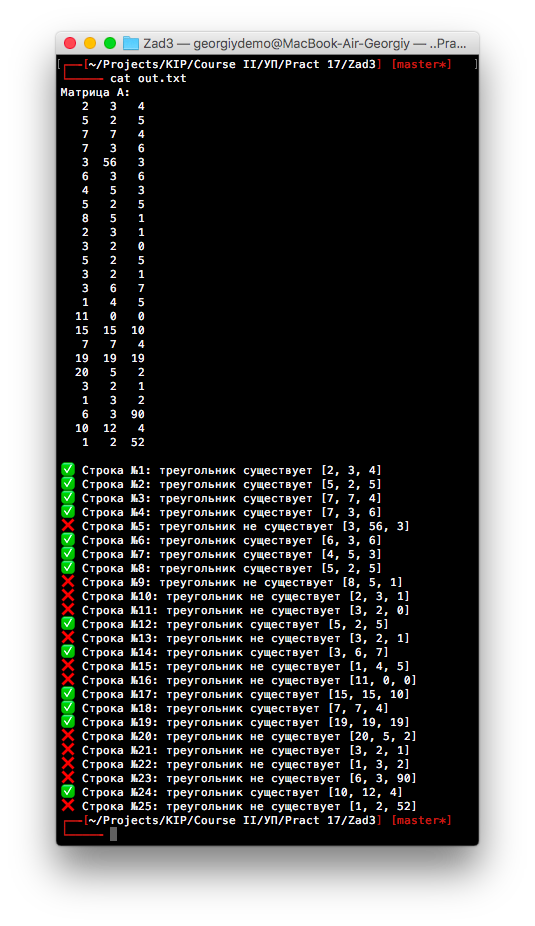 Zad3 — georgiydemo@MacBook-Air-Georgiy — ..Pra...
[~/Projects/KIP/Course II/УП/Pract 17/Zad3] [master*]
cat out.txt
Матрица А:
2 3 4
5 2 5
7 7 4
7 3 6
3 56 3
6 3 6
4 5 3
5 2 5
8 5 1
2 3 1
3 2 0
5 2 5
3 2 1
3 6 7
1 4 5
11 0 0
15 15 10
7 7 4
19 19 19
20 5 2
3 2 1
1 3 2
6 3 90
10 12 4
1 2 52
✅ Строка №1: треугольник существует [2, 3, 4]
✅ Строка №2: треугольник существует [5, 2, 5]
✅ Строка №3: треугольник существует [7, 7, 4]
✅ Строка №4: треугольник существует [7, 3, 6]
❌ Строка №5: треугольник не существует [3, 56, 3]
✅ Строка №6: треугольник существует [6, 3, 6]
✅ Строка №7: треугольник существует [4, 5, 3]
✅ Строка №8: треугольник существует [5, 2, 5]
❌ Строка №9: треугольник не существует [8, 5, 1]
❌ Строка №10: треугольник не существует [2, 3, 1]
❌ Строка №11: треугольник не существует [3, 2, 0]
✅ Строка №12: треугольник существует [5, 2, 5]
❌ Строка №13: треугольник не существует [3, 2, 1]
✅ Строка №14: треугольник существует [3, 6, 7]
❌ Строка №15: треугольник не существует [1, 4, 5]
❌ Строка №16: треугольник не существует [11, 0, 0]
✅ Строка №17: треугольник существует [15, 15, 10]
✅ Строка №18: треугольник существует [7, 7, 4]
✅ Строка №19: треугольник существует [19, 19, 19]
❌ Строка №20: треугольник не существует [20, 5, 2]
❌ Строка №21: треугольник не существует [3, 2, 1]
❌ Строка №22: треугольник не существует [1, 3, 2]
❌ Строка №23: треугольник не существует [6, 3, 90]
✅ Строка №24: треугольник существует [10, 12, 4]
❌ Строка №25: треугольник не существует [1, 2, 52]
[~/Projects/KIP/Course II/УП/Pract 17/Zad3] [master*]